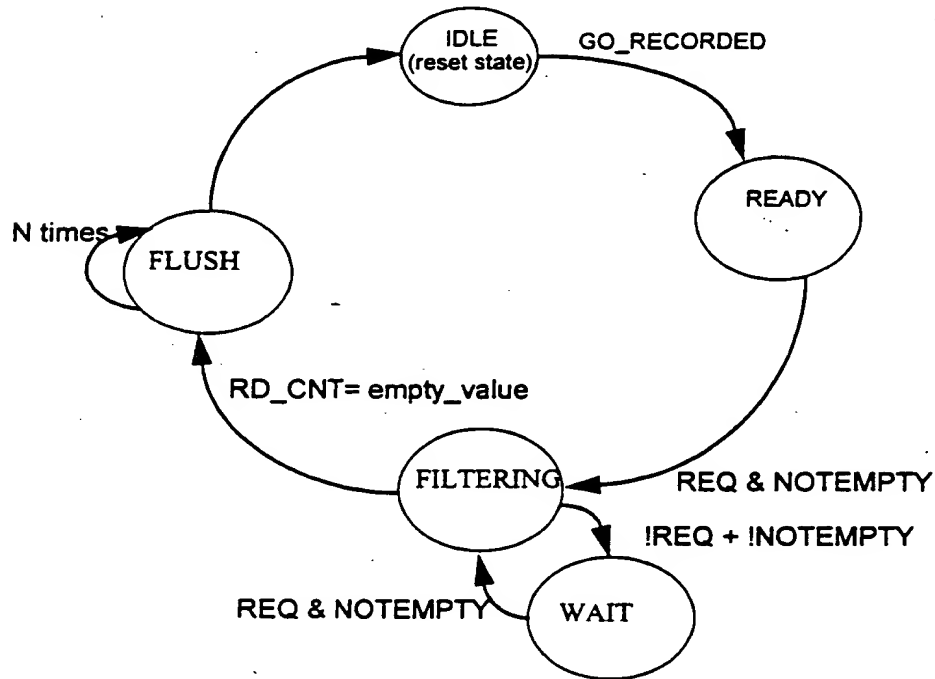 IDLE
(reset state)
GO_RECORDED
READY
N times
FLUSH
RD_CNT= empty_value
FILTERING
REQ & NOTEMPTY
!REQ + !NOTEMPTY
REQ & NOTEMPTY
WAIT